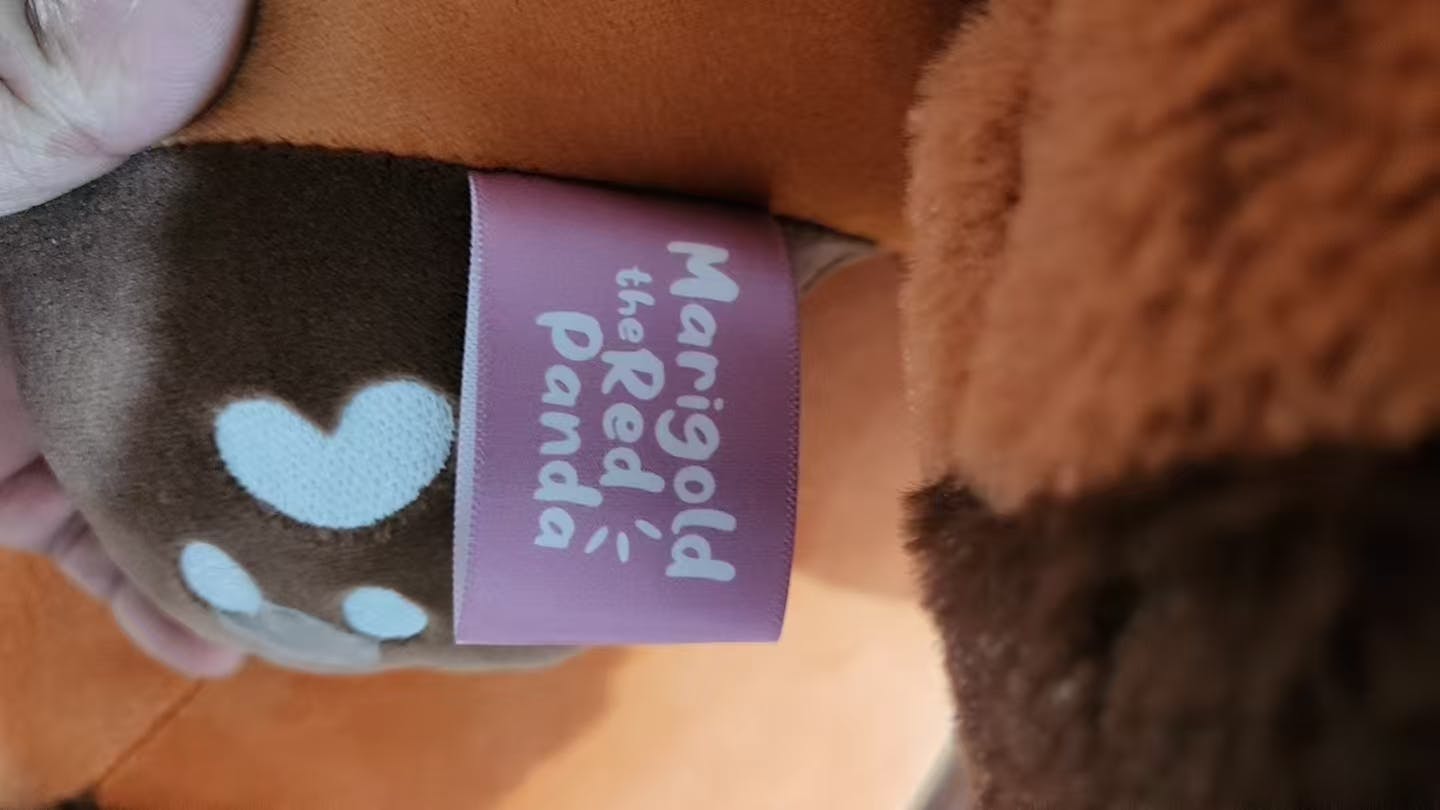 Marigold
the Red
Panda